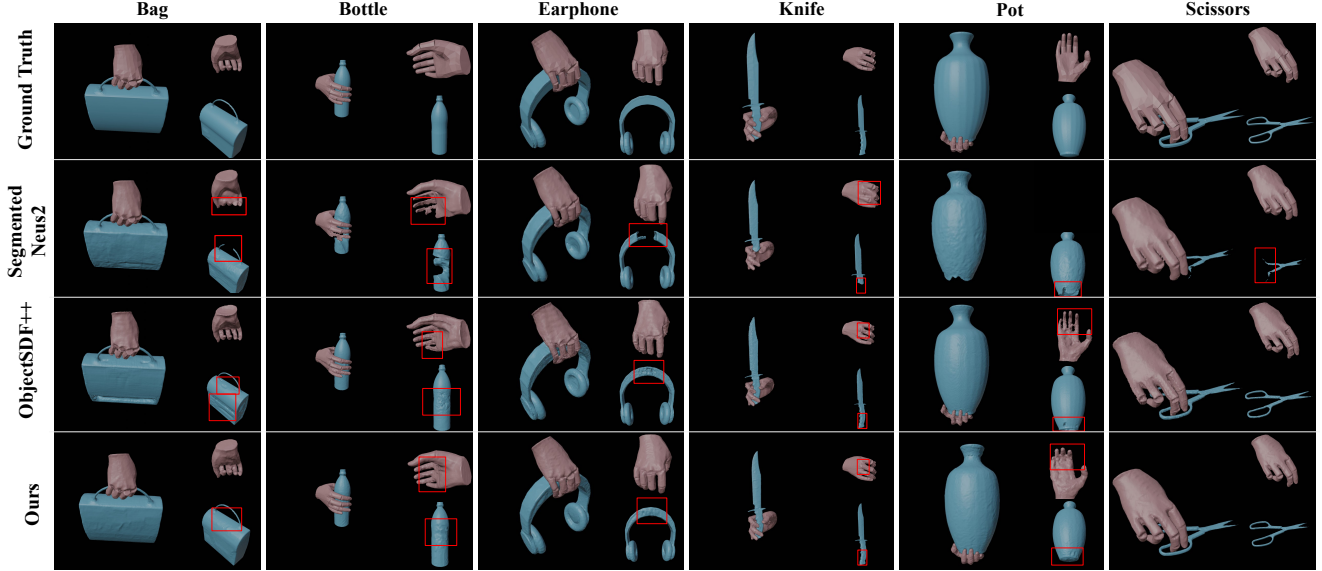 Bag Bottle Earphone Knife Pot Scissors
Ground Truth
Segmented
Neus2
ObjectSDF++
Ours